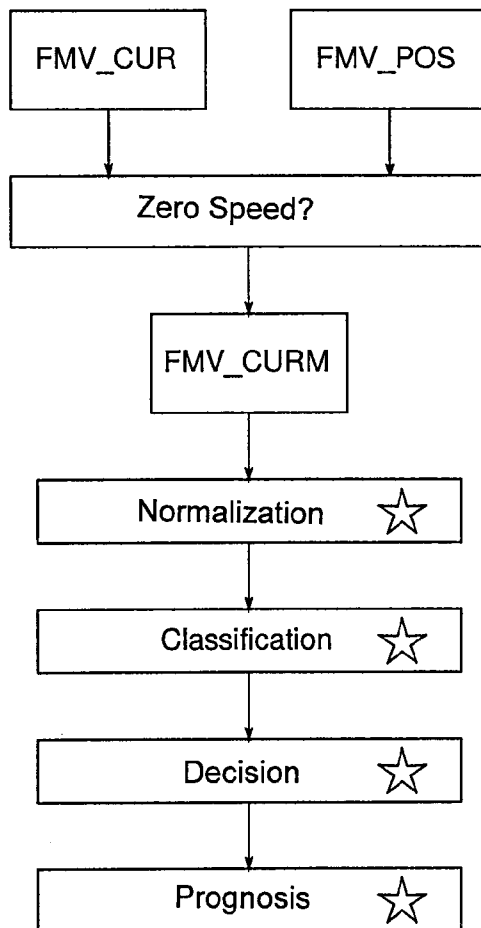 FMV_CUR
FMV_POS
Zero Speed?
FMV_CURM
Normalization
Classification
Decision
Prognosis